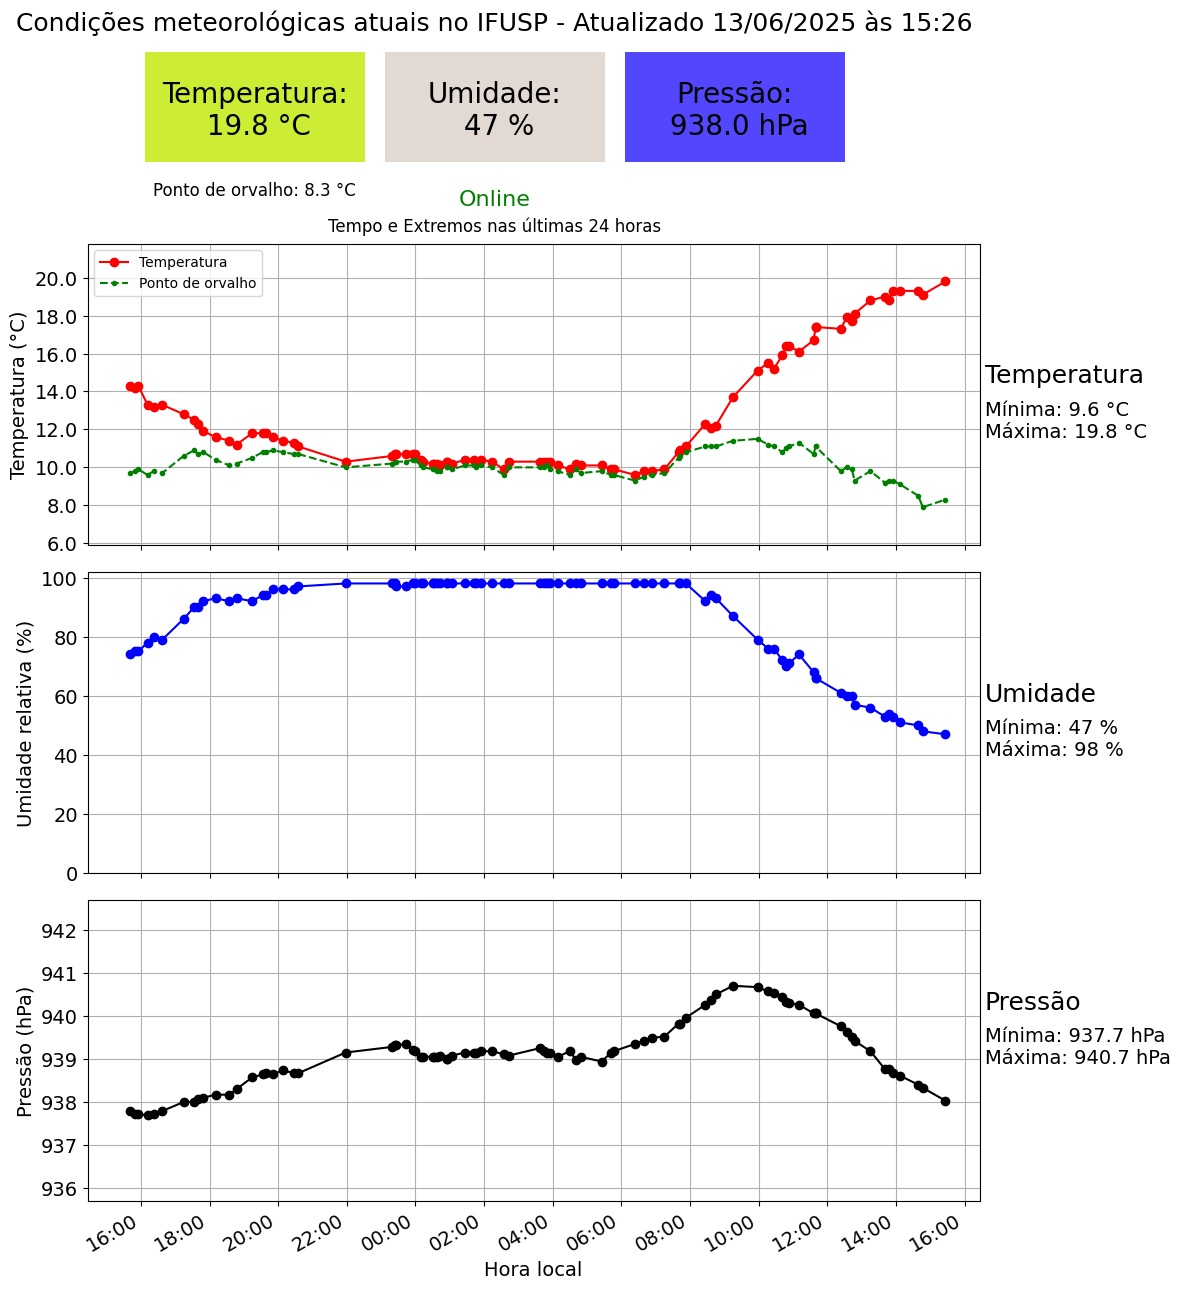 Condições meteorológicas atuais no IFUSP - Atualizado 13/06/2025 às 15:26
Temperatura:
19.8 °C
Umidade:
47 %
Pressão:
938.0 hPa
Ponto de orvalho: 8.3 °C
Online
Tempo e Extremos nas últimas 24 horas
Temperatura
Ponto de orvalho
Temperatura (°C)
20.0
18.0
16.0
14.0
12.0
10.0
8.0
6.0
Temperatura
Mínima: 9.6 °C
Máxima: 19.8 °C
Umidade relativa (%)
100
80
60
40
20
0
Umidade
Mínima: 47 %
Máxima: 98 %
Pressão (hPa)
942
941
940
939
938
937
936
Pressão
Mínima: 937.7 hPa
Máxima: 940.7 hPa
16:00 18:00 20:00 22:00 00:00 02:00 04:00 06:00 08:00 10:00 12:00 14:00 16:00
Hora local